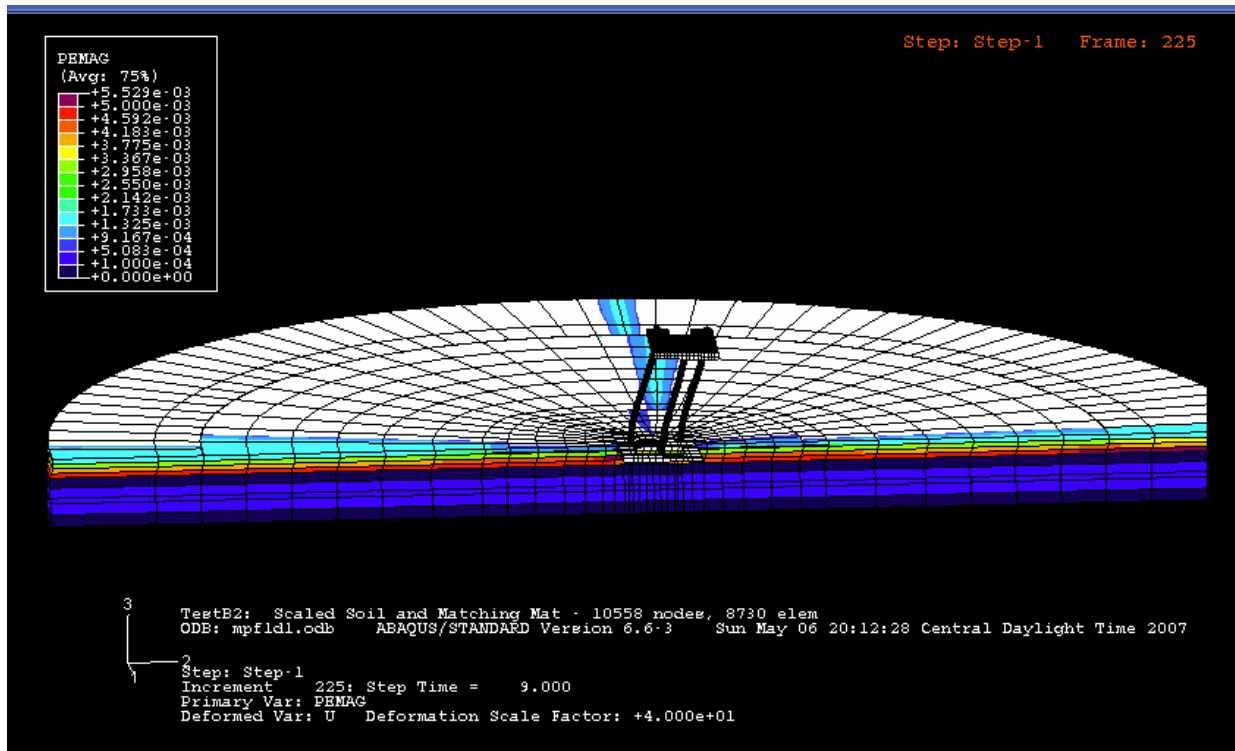 Step: Step-1 Frame: 225
PEMAG
(Avg: 75%)
+5.529e-03
+5.000e-03
+4.592e-03
+4.183e-03
+3.775e-03
+3.367e-03
+2.958e-03
+2.550e-03
+2.142e-03
+1.733e-03
+1.325e-03
+9.167e-04
+5.083e-04
+1.000e-04
+0.000e+00
3
2
1
TestB2: Scaled Soil and Matching Mat - 10558 nodes, 8730 elem
ODB: mpfldl.odb ABAQUS/STANDARD Version 6.6-3 Sun May 06 20:12:28 Central Daylight Time 2007
Step: Step-1
Increment 225: Step Time = 9.000
Primary Var: PEMAG
Deformed Var: U Deformation Scale Factor: +4.000e+01